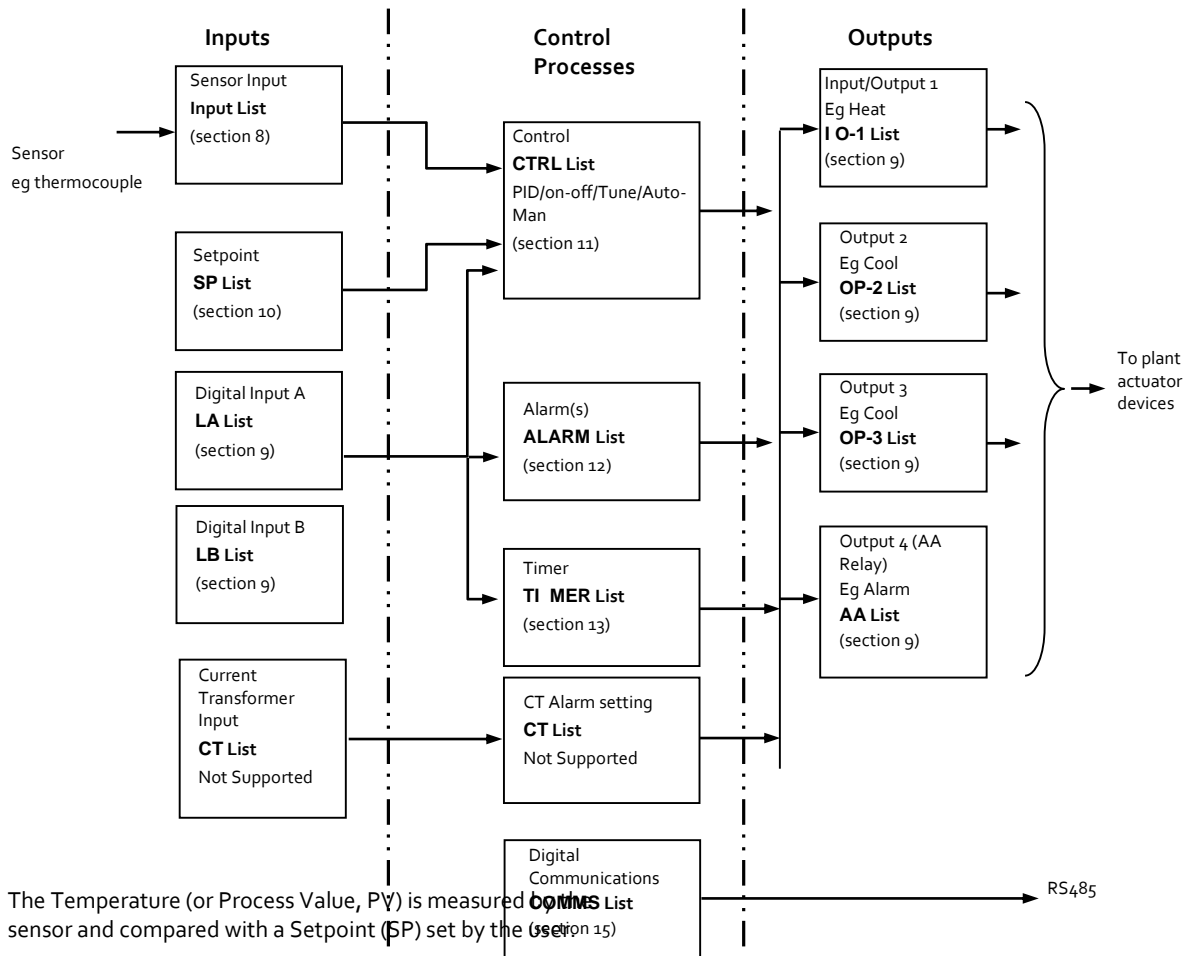 Inputs
Control
Processes
Outputs
Sensor
eg thermocouple
Sensor Input
Input List
(section 8)
Setpoint
SP List
(section 10)
Digital Input A
LA List
(section 9)
Digital Input B
LB List
(section 9)
Current
Transformer
Input
CT List
Not Supported
Control
CTRL List
PID/on-off/Tune/Auto-
Man
(section 11)
Alarm(s)
ALARM List
(section 12)
Timer
TI MER List
(section 13)
CT Alarm setting
CT List
Not Supported
Digital
Communications
COMMS List
(section 15)
Input/Output 1
Eg Heat
I O-1 List
(section 9)
Output 2
Eg Cool
OP-2 List
(section 9)
Output 3
Eg Cool
OP-3 List
(section 9)
Output 4 (AA
Relay)
Eg Alarm
AA List
(section 9)
To plant
actuator
devices
RS485
The Temperature (or Process Value, PV) is measured by the
sensor and compared with a Setpoint (SP) set by the user.